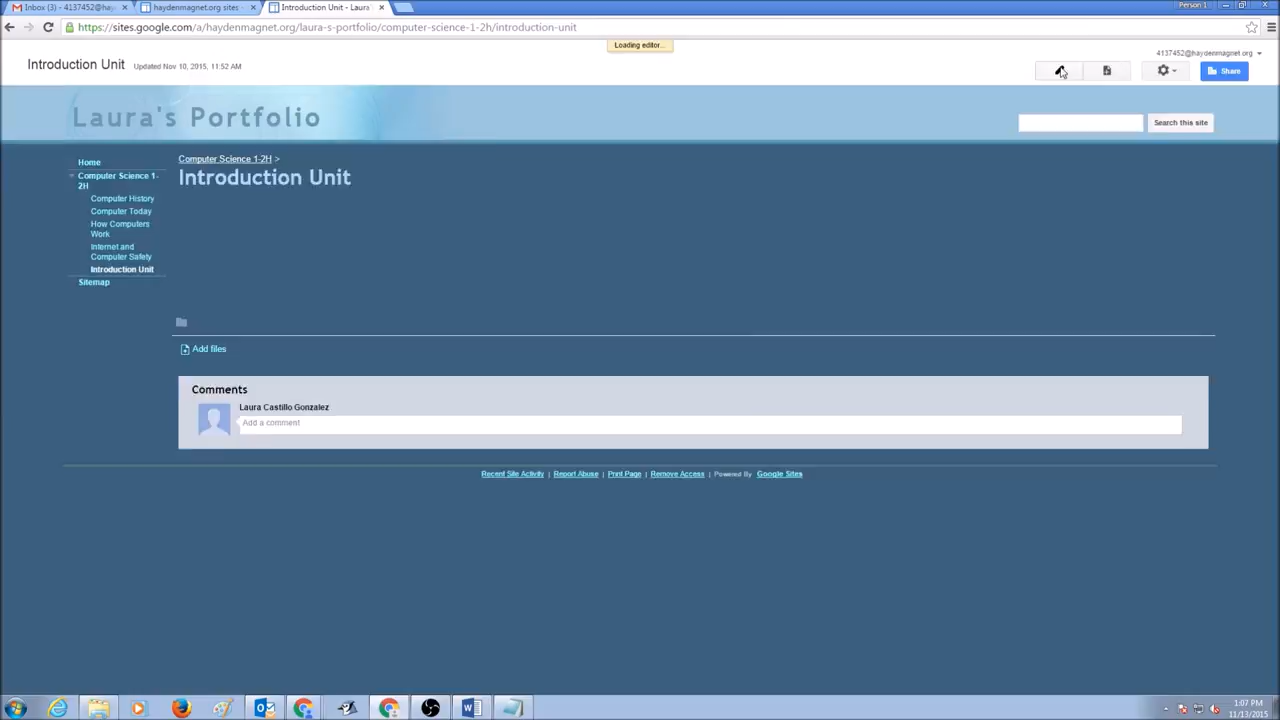 Inbox (3) - 4137452@hay
haydenmagnet.org sites -
Introduction Unit - Laura'
Person 1
https://sites.google.com/a/haydenmagnet.org/laura-s-portfolio/computer-science-1-2h/introduction-unit
Loading editor...
4137452@haydenmagnet.org
Introduction Unit Updated Nov 10, 2015, 11:52 AM
Share
Laura's Portfolio
Search this site
Home
Computer Science 1-
2H
Computer History
Computer Today
How Computers
Work
Internet and
Computer Safety
Introduction Unit
Sitemap
Computer Science 1-2H >
Introduction Unit
Add files
Comments
Laura Castillo Gonzalez
Add a comment
Recent Site Activity | Report Abuse | Print Page | Remove Access | Powered By Google Sites
1:07 PM
11/13/2015